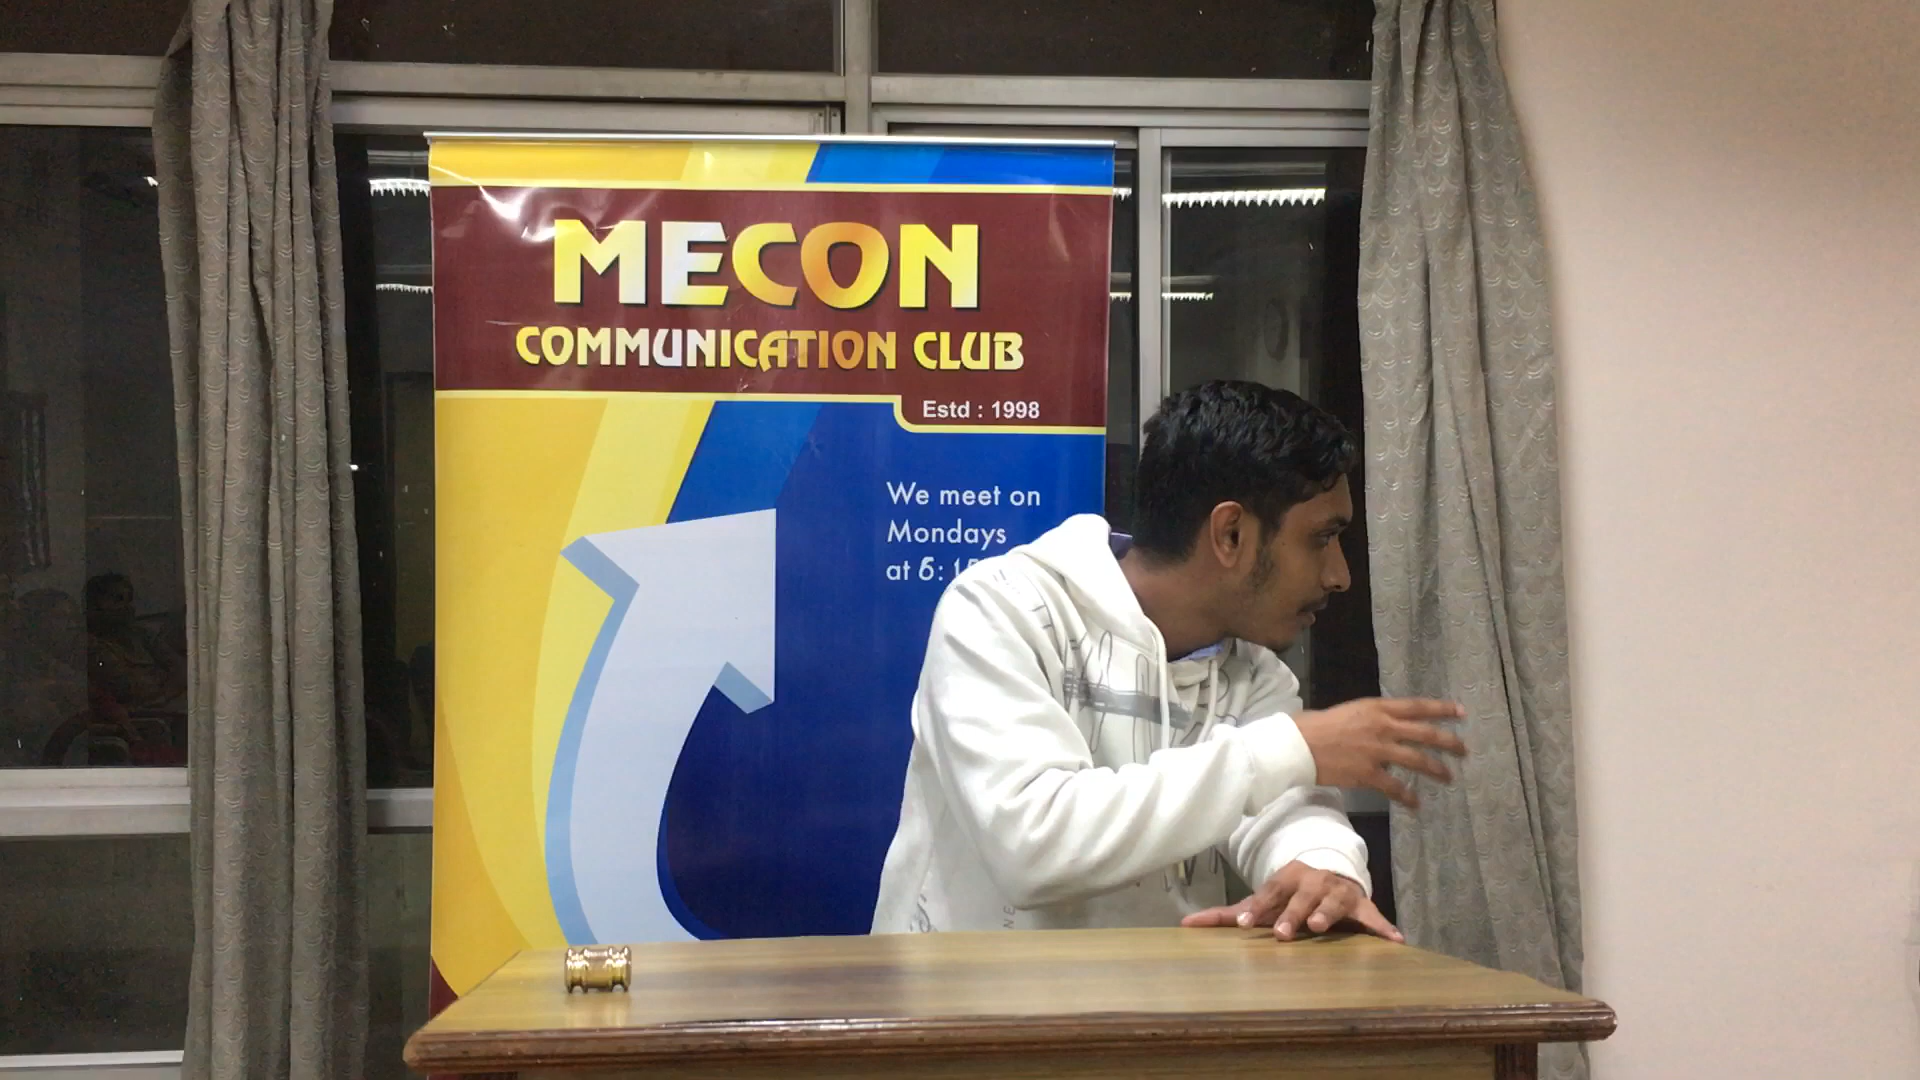 MECON
COMMUNICATION CLUB
Estd : 1998
We meet on
Mondays
at 6: